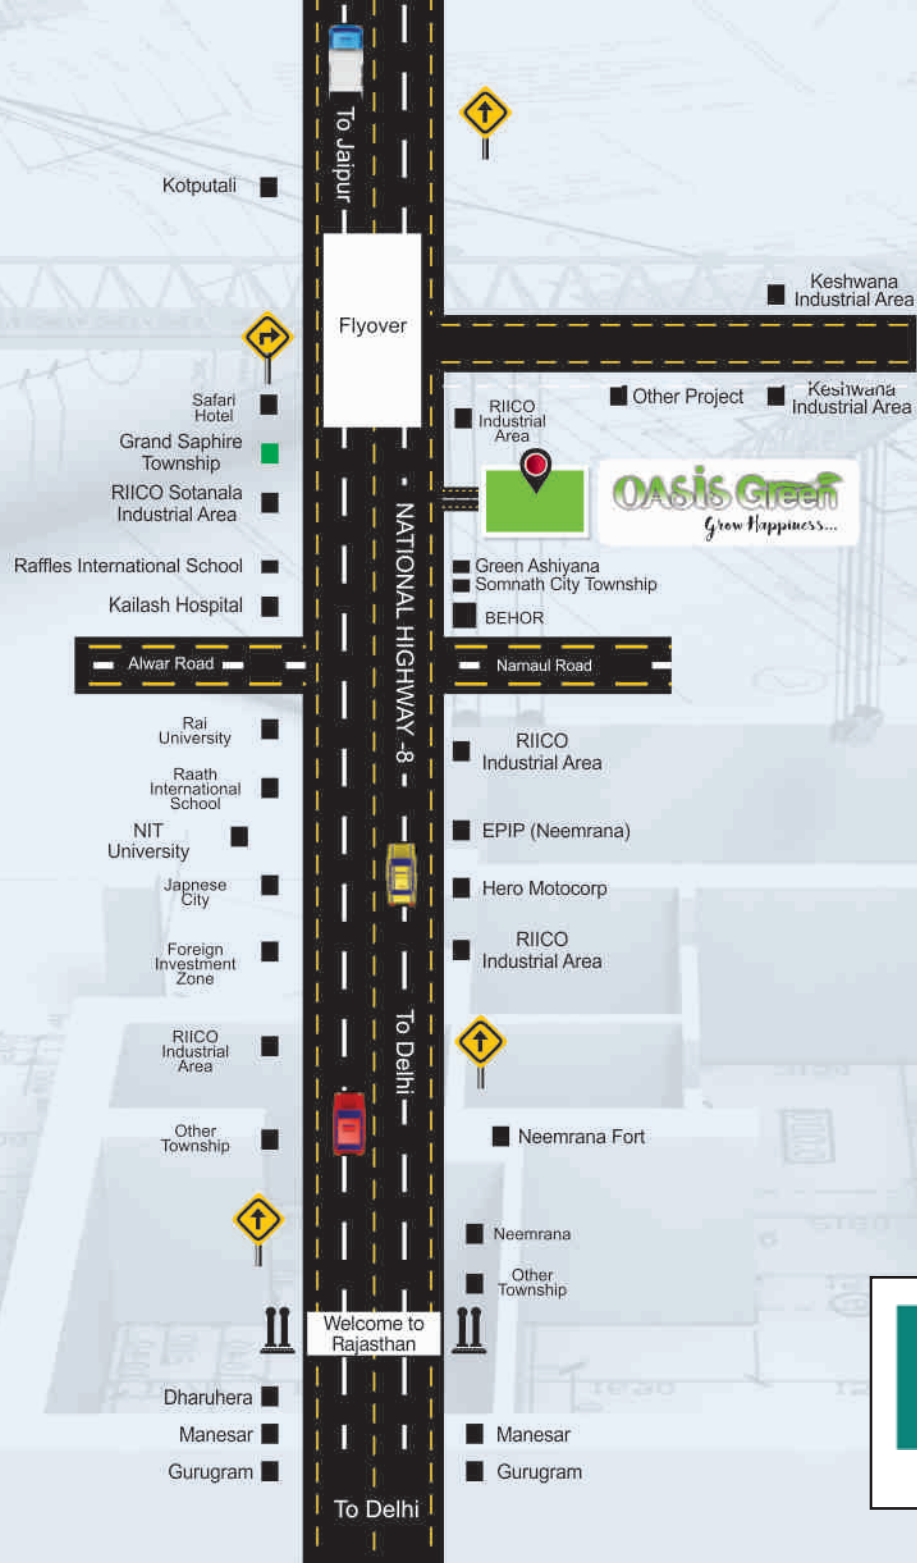 To Jaipur
Kotputali
Flyover
Keshwana
Industrial Area
Safari
Hotel
Grand Saphire
Township
RIICO Sotanala
Industrial Area
Raffles International School
Kailash Hospital
RIICO
Industrial
Area
Other Project
Keshwana
Industrial Area
OASIS Green
Grow Happiness...
NATIONAL HIGHWAY -8
Green Ashiyana
Somnath City Township
BEHOR
Alwar Road
Namaul Road
Rai
University
Raath
International
School
NIT
University
Japnese
City
Foreign
Investment
Zone
RIICO
Industrial
Area
Other
Township
RIICO
Industrial Area
EPIP (Neemrana)
Hero Motocorp
RIICO
Industrial Area
To Delhi
Neemrana Fort
Neemrana
Other
Township
Welcome to
Rajasthan
Dharuhera
Manesar
Gurugram
Manesar
Gurugram
To Delhi